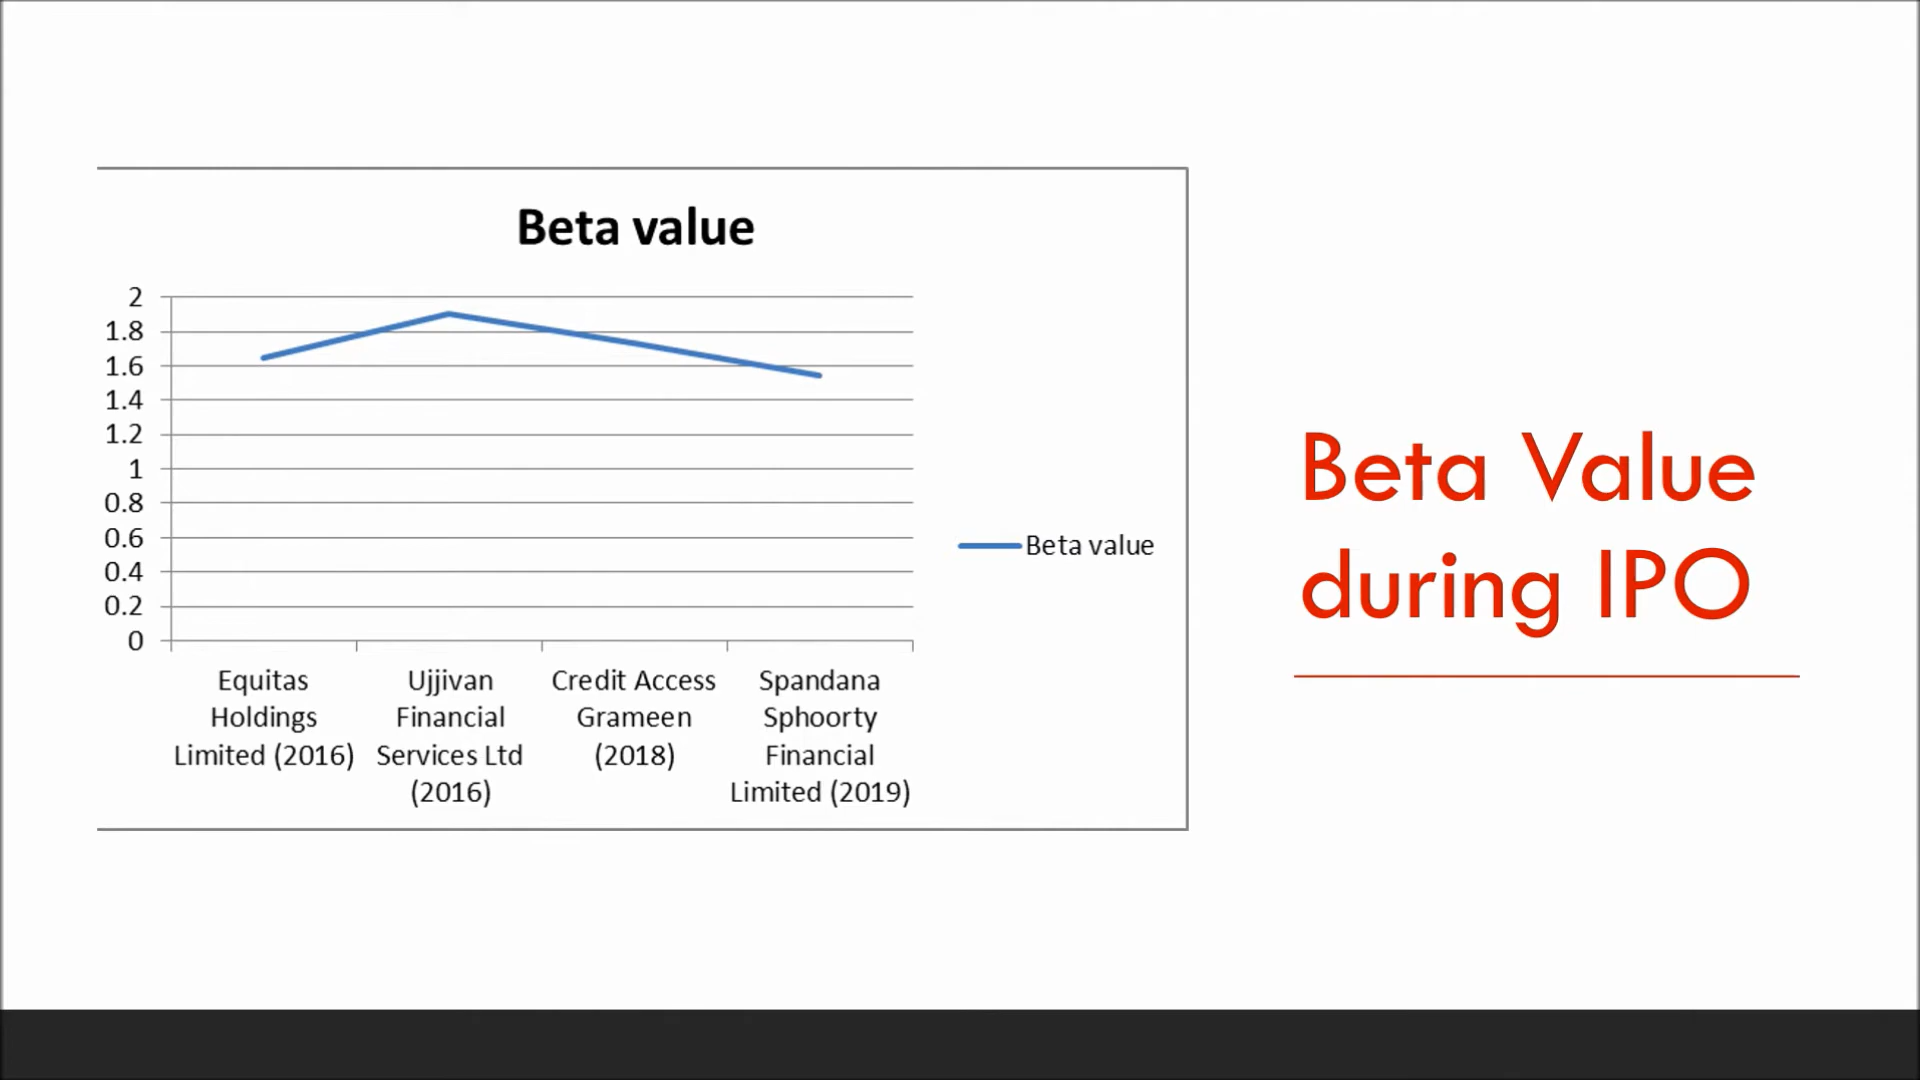 Beta value
2
1.8
1.6
1.4
1.2
1
0.8
0.6
0.4
0.2
0
Equitas
Holdings
Limited (2016)
Ujjivan
Financial
Services Ltd
(2016)
Credit Access
Grameen
(2018)
Spandana
Sphoorty
Financial
Limited (2019)
Beta value
Beta Value
during IPO